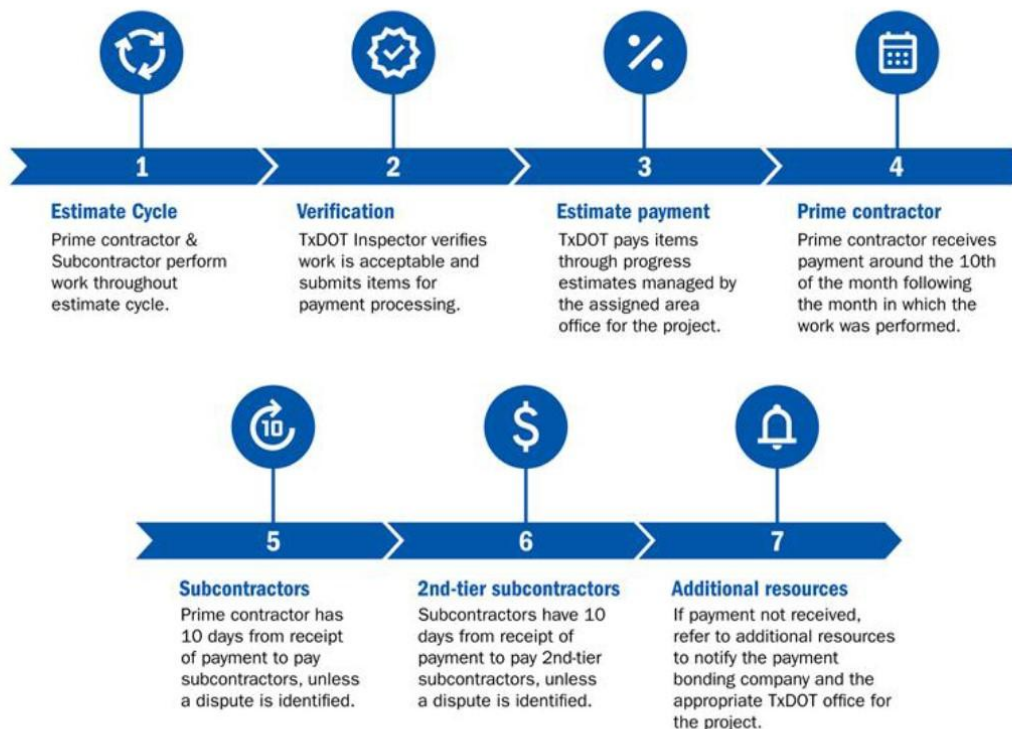 1
2
3
4
Estimate Cycle
Prime contractor &
Subcontractor perform
work throughout
estimate cycle.
Verification
TxDOT Inspector verifies
work is acceptable and
submits items for
payment processing.
Estimate payment
TxDOT pays items
through progress
estimates managed by
the assigned area
office for the project.
Prime contractor
Prime contractor receives
payment around the 10th
of the month following
the month in which the
work was performed.
10
5
6
7
Subcontractors
Prime contractor has
10 days from receipt
of payment to pay
subcontractors, unless
a dispute is identified.
2nd-tier subcontractors
Subcontractors have 10
days from receipt of
payment to pay 2nd-tier
subcontractors, unless
a dispute is identified.
Additional resources
If payment not received,
refer to additional resources
to notify the payment
bonding company and the
appropriate TxDOT office for
the project.